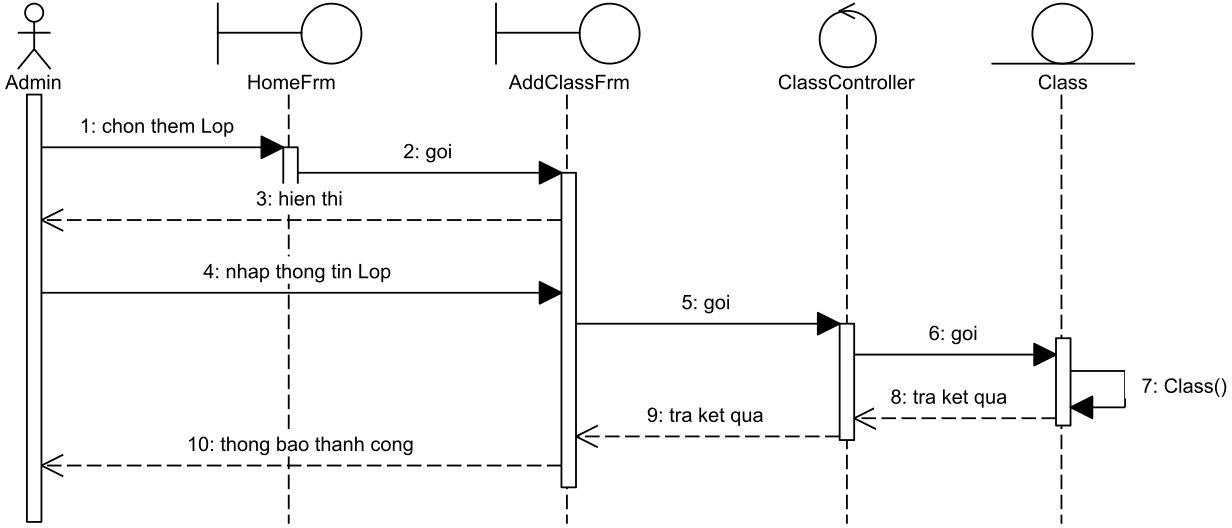 Admin
HomeFrm
AddClassFrm
ClassController
Class
1: chon them Lop
2: goi
3: hien thi
4: nhap thong tin Lop
5: goi
6: goi
7: Class()
8: tra ket qua
9: tra ket qua
10: thong bao thanh cong